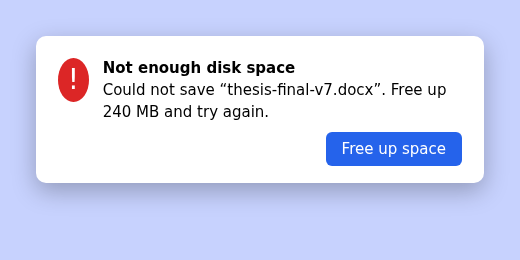 !
Not enough disk space
Could not save “thesis-final-v7.docx”. Free up
240 MB and try again.
Free up space